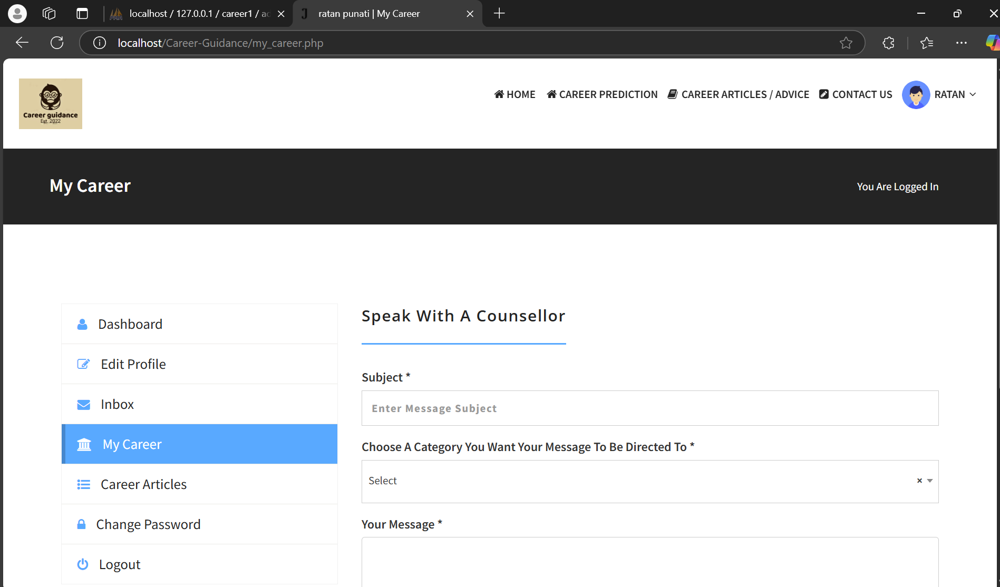 localhost / 127.0.0.1 / career1 / ad
ratan punati | My Career
localhost/Career-Guidance/my_career.php
Career guidance
Est. 2022
HOME
CAREER PREDICTION
CAREER ARTICLES / ADVICE
CONTACT US
RATAN
My Career
You Are Logged In
Dashboard
Edit Profile
Inbox
My Career
Career Articles
Change Password
Logout
Speak With A Counsellor
Subject *
Enter Message Subject
Choose A Category You Want Your Message To Be Directed To *
Select
Your Message *